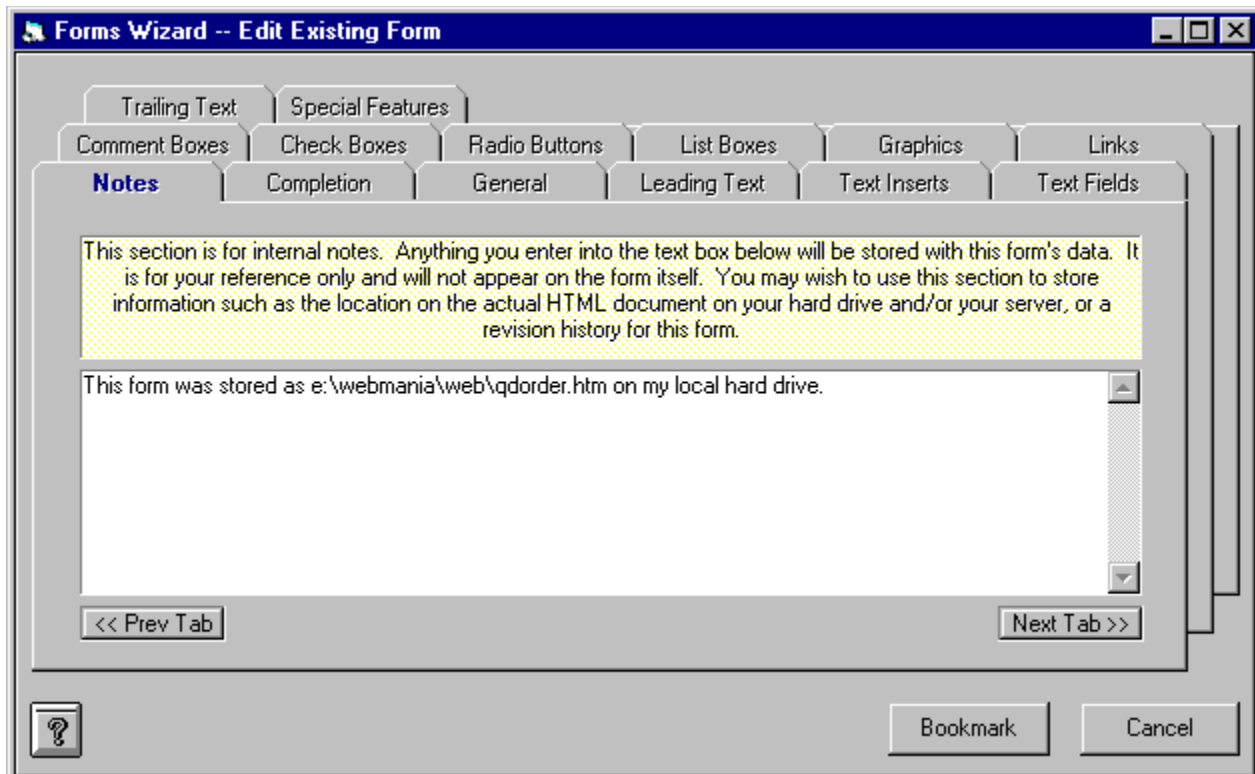 Forms Wizard -- Edit Existing Form
Trailing Text
Special Features
Comment Boxes
Check Boxes
Radio Buttons
List Boxes
Graphics
Links
Notes
Completion
General
Leading Text
Text Inserts
Text Fields
This section is for internal notes.  Anything you enter into the text box below will be stored with this form's data.  It
is for your reference only and will not appear on the form itself.  You may wish to use this section to store
information such as the location on the actual HTML document on your hard drive and/or your server, or a
revision history for this form.
This form was stored as e:\webmania\web\qdorder.htm on my local hard drive.
<< Prev Tab
Next Tab >>
?
Bookmark
Cancel